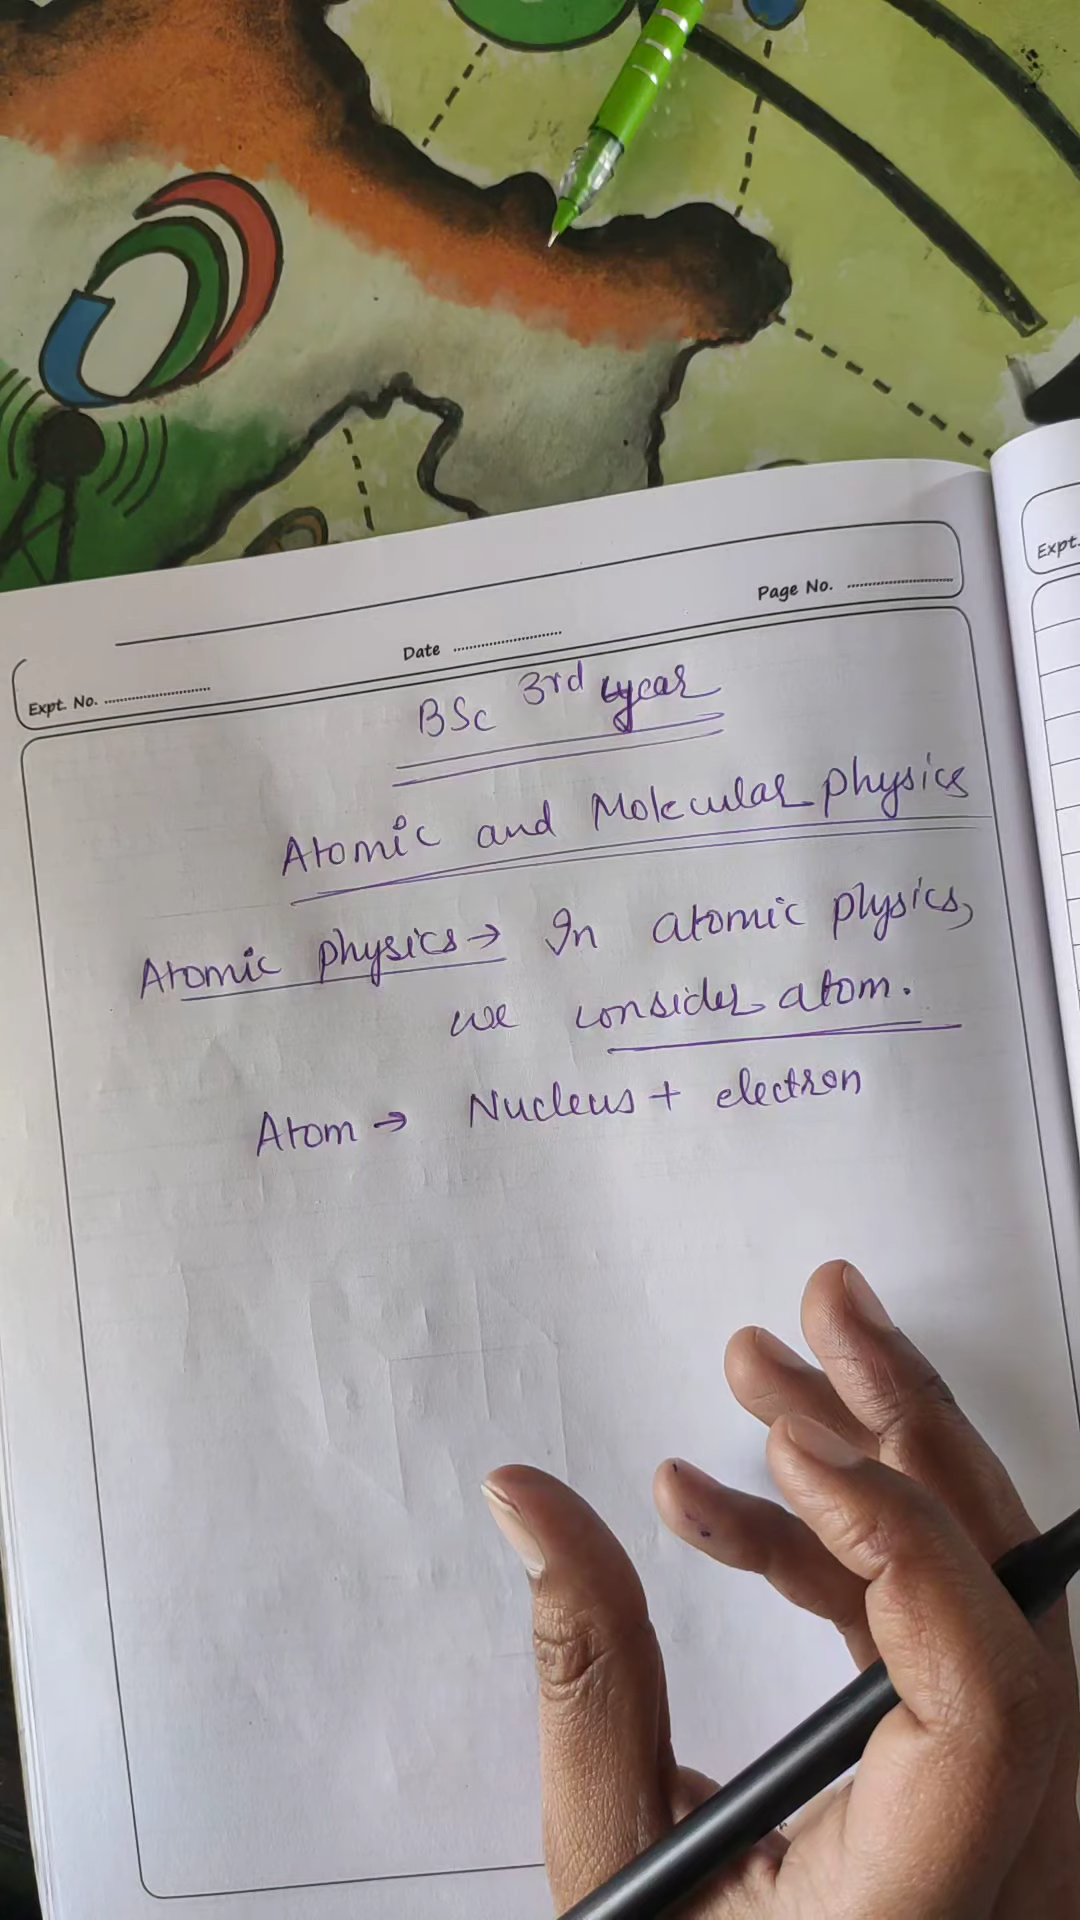 Expt. No. ........................
Date ........................
Page No. ........................
BSc 3rd year
Atomic and Molecular physics
Atomic physics → In atomic physics,
we consider atom.
Atom → Nucleus + electron
Expt.